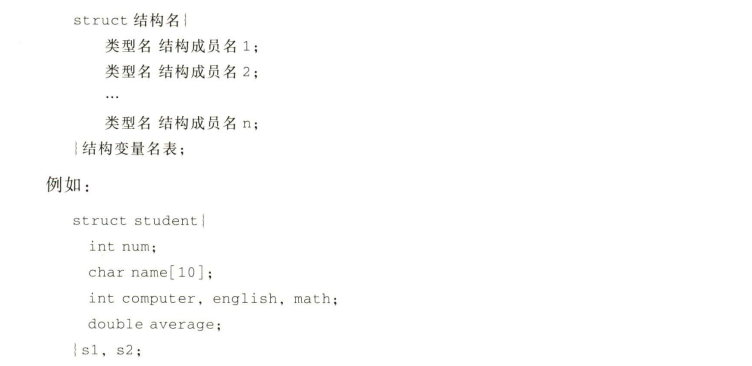 struct 结构名{
类型名 结构成员名 1;
类型名 结构成员名 2;
…
类型名 结构成员名 n;
}结构变量名表;
例如:
struct student{
int num;
char name[10];
int computer, english, math;
double average;
}s1, s2;